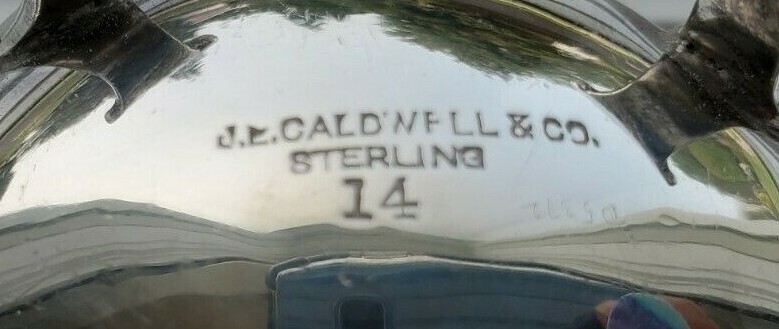 J.E.CALDWELL & CO.
STERLING
14